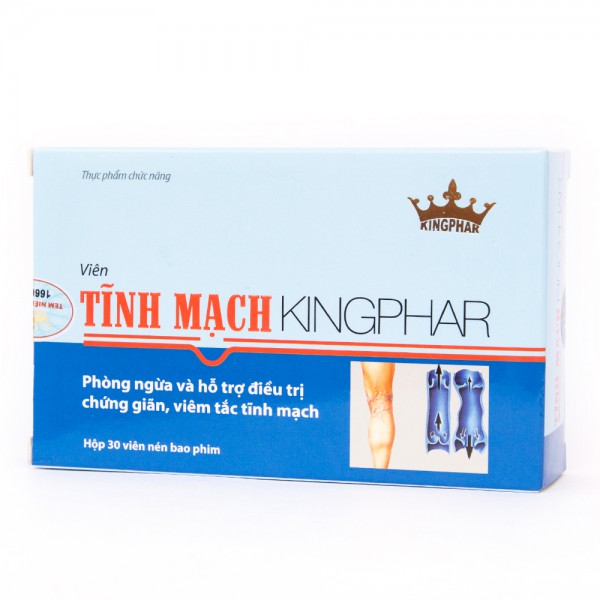 Thực phẩm chức năng
KINGPHAR
Viên
TĨNH MẠCH KINGPHAR
Phòng ngừa và hỗ trợ điều trị
chứng giãn, viêm tắc tĩnh mạch
Hộp 30 viên nén bao phim